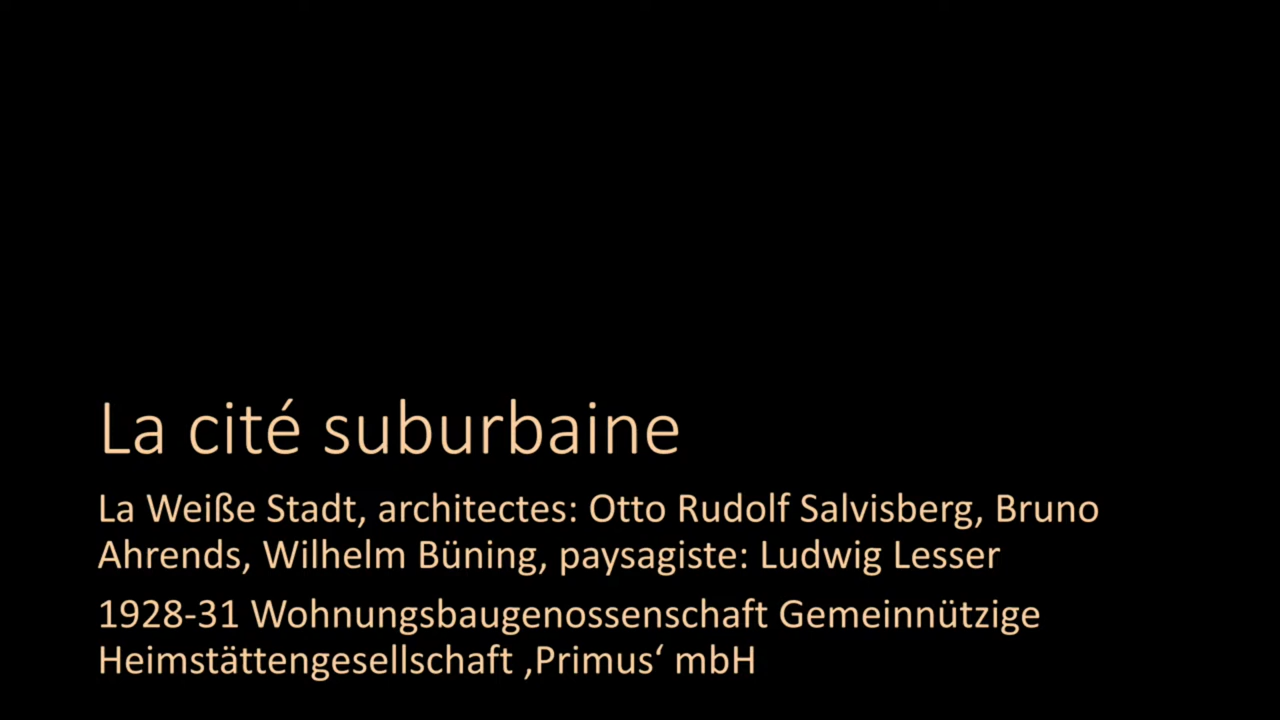 La cité suburbaine
La Weiße Stadt, architectes: Otto Rudolf Salvisberg, Bruno
Ahrends, Wilhelm Büning, paysagiste: Ludwig Lesser
1928-31 Wohnungsbaugenossenschaft Gemeinnützige
Heimstättengesellschaft ‚Primus‘ mbH